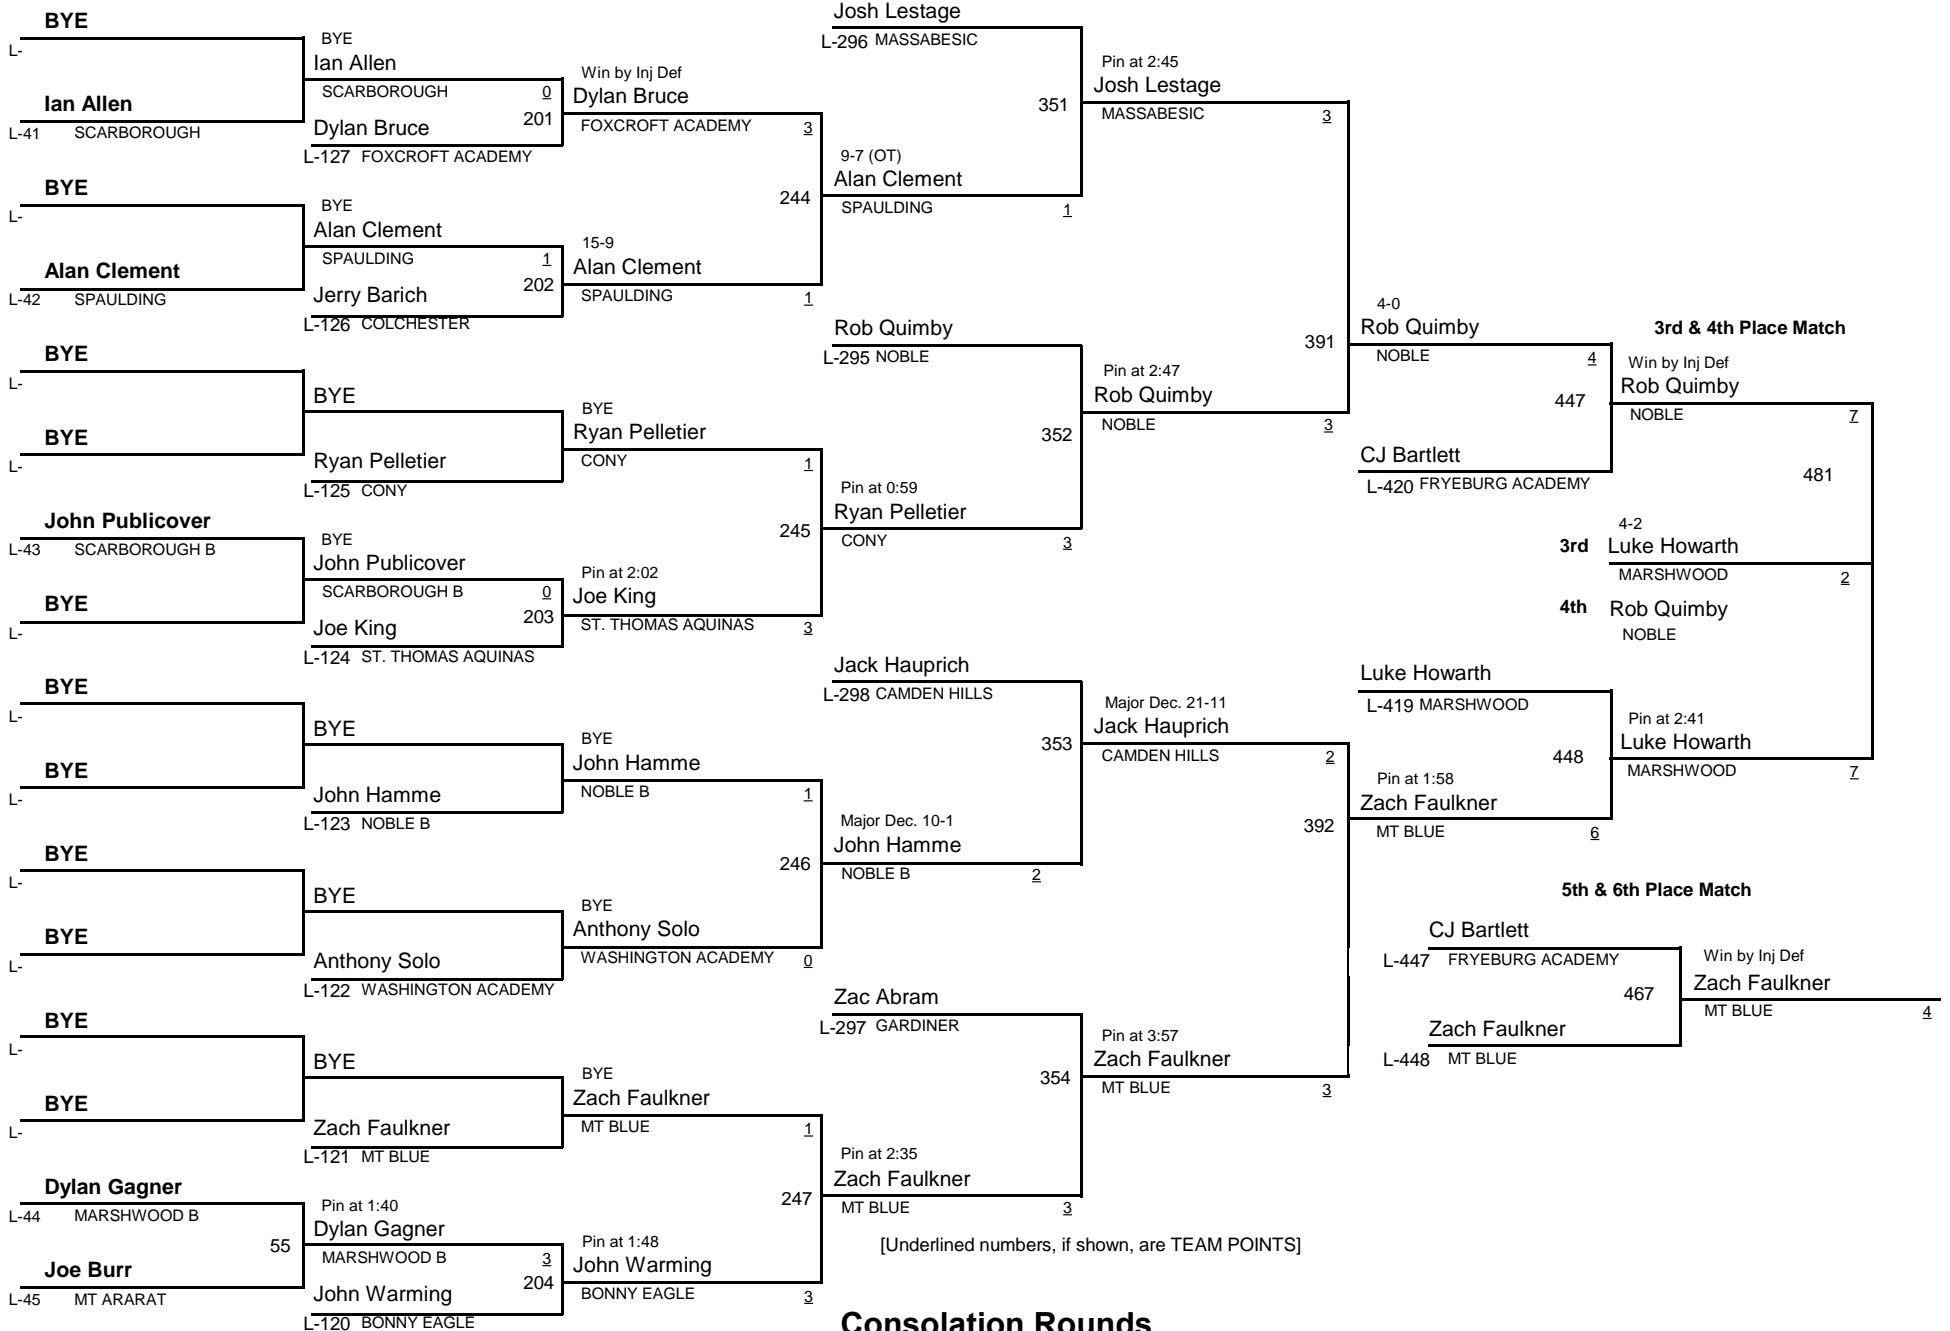 BYE
L-
Ian Allen
L-41 SCARBOROUGH
BYE
L-
Alan Clement
L-42 SPAULDING
BYE
L-
BYE
L-
John Publicover
L-43 SCARBOROUGH B
BYE
L-
BYE
L-
BYE
L-
BYE
L-
BYE
L-
BYE
L-
BYE
L-
Dylan Gagner
L-44 MARSHWOOD B
55
Joe Burr
L-45 MT ARARAT
BYE
Ian Allen
SCARBOROUGH 0
201
Dylan Bruce
L-127 FOXCROFT ACADEMY
BYE
Alan Clement
SPAULDING 1
202
Jerry Barich
L-126 COLCHESTER
BYE
Ryan Pelletier
L-125 CONY
BYE
John Publicover
SCARBOROUGH B 0
203
Joe King
L-124 ST. THOMAS AQUINAS
BYE
John Hamme
L-123 NOBLE B
BYE
Anthony Solo
L-122 WASHINGTON ACADEMY
BYE
Zach Faulkner
L-121 MT BLUE
Pin at 1:40
Dylan Gagner
MARSHWOOD B 3
204
John Warming
L-120 BONNY EAGLE
Win by Inj Def
Dylan Bruce
FOXCROFT ACADEMY 3
244
15-9
Alan Clement
SPAULDING 1
BYE
Ryan Pelletier
CONY 1
245
Pin at 2:02
Joe King
ST. THOMAS AQUINAS 3
BYE
John Hamme
NOBLE B 1
246
BYE
Anthony Solo
WASHINGTON ACADEMY 0
BYE
Zach Faulkner
MT BLUE 1
247
Pin at 1:48
John Warming
BONNY EAGLE 3
Josh Lestage
L-296 MASSABESIC
351
9-7 (OT)
Alan Clement
SPAULDING 1
Rob Quimby
L-295 NOBLE
352
Pin at 0:59
Ryan Pelletier
CONY 3
Jack Hauprich
L-298 CAMDEN HILLS
353
Major Dec. 10-1
John Hamme
NOBLE B 2
Zac Abram
L-297 GARDINER
354
Pin at 2:35
Zach Faulkner
MT BLUE 3
Pin at 2:45
Josh Lestage
MASSABESIC 3
391
Pin at 2:47
Rob Quimby
NOBLE 3
Major Dec. 21-11
Jack Hauprich
CAMDEN HILLS 2
392
Pin at 3:57
Zach Faulkner
MT BLUE 3
4-0
Rob Quimby
NOBLE 4
447
CJ Bartlett
L-420 FRYEBURG ACADEMY
Luke Howarth
L-419 MARSHWOOD
448
Pin at 1:58
Zach Faulkner
MT BLUE 6
3rd & 4th Place Match
Win by Inj Def
Rob Quimby
NOBLE 7
481
4-2
3rd Luke Howarth
MARSHWOOD 2
4th Rob Quimby
NOBLE
Pin at 2:41
Luke Howarth
MARSHWOOD 7
5th & 6th Place Match
CJ Bartlett
L-447 FRYEBURG ACADEMY
467
Zach Faulkner
L-448 MT BLUE
Win by Inj Def
Zach Faulkner
MT BLUE 4
[Underlined numbers, if shown, are TEAM POINTS]
Consolation Rounds